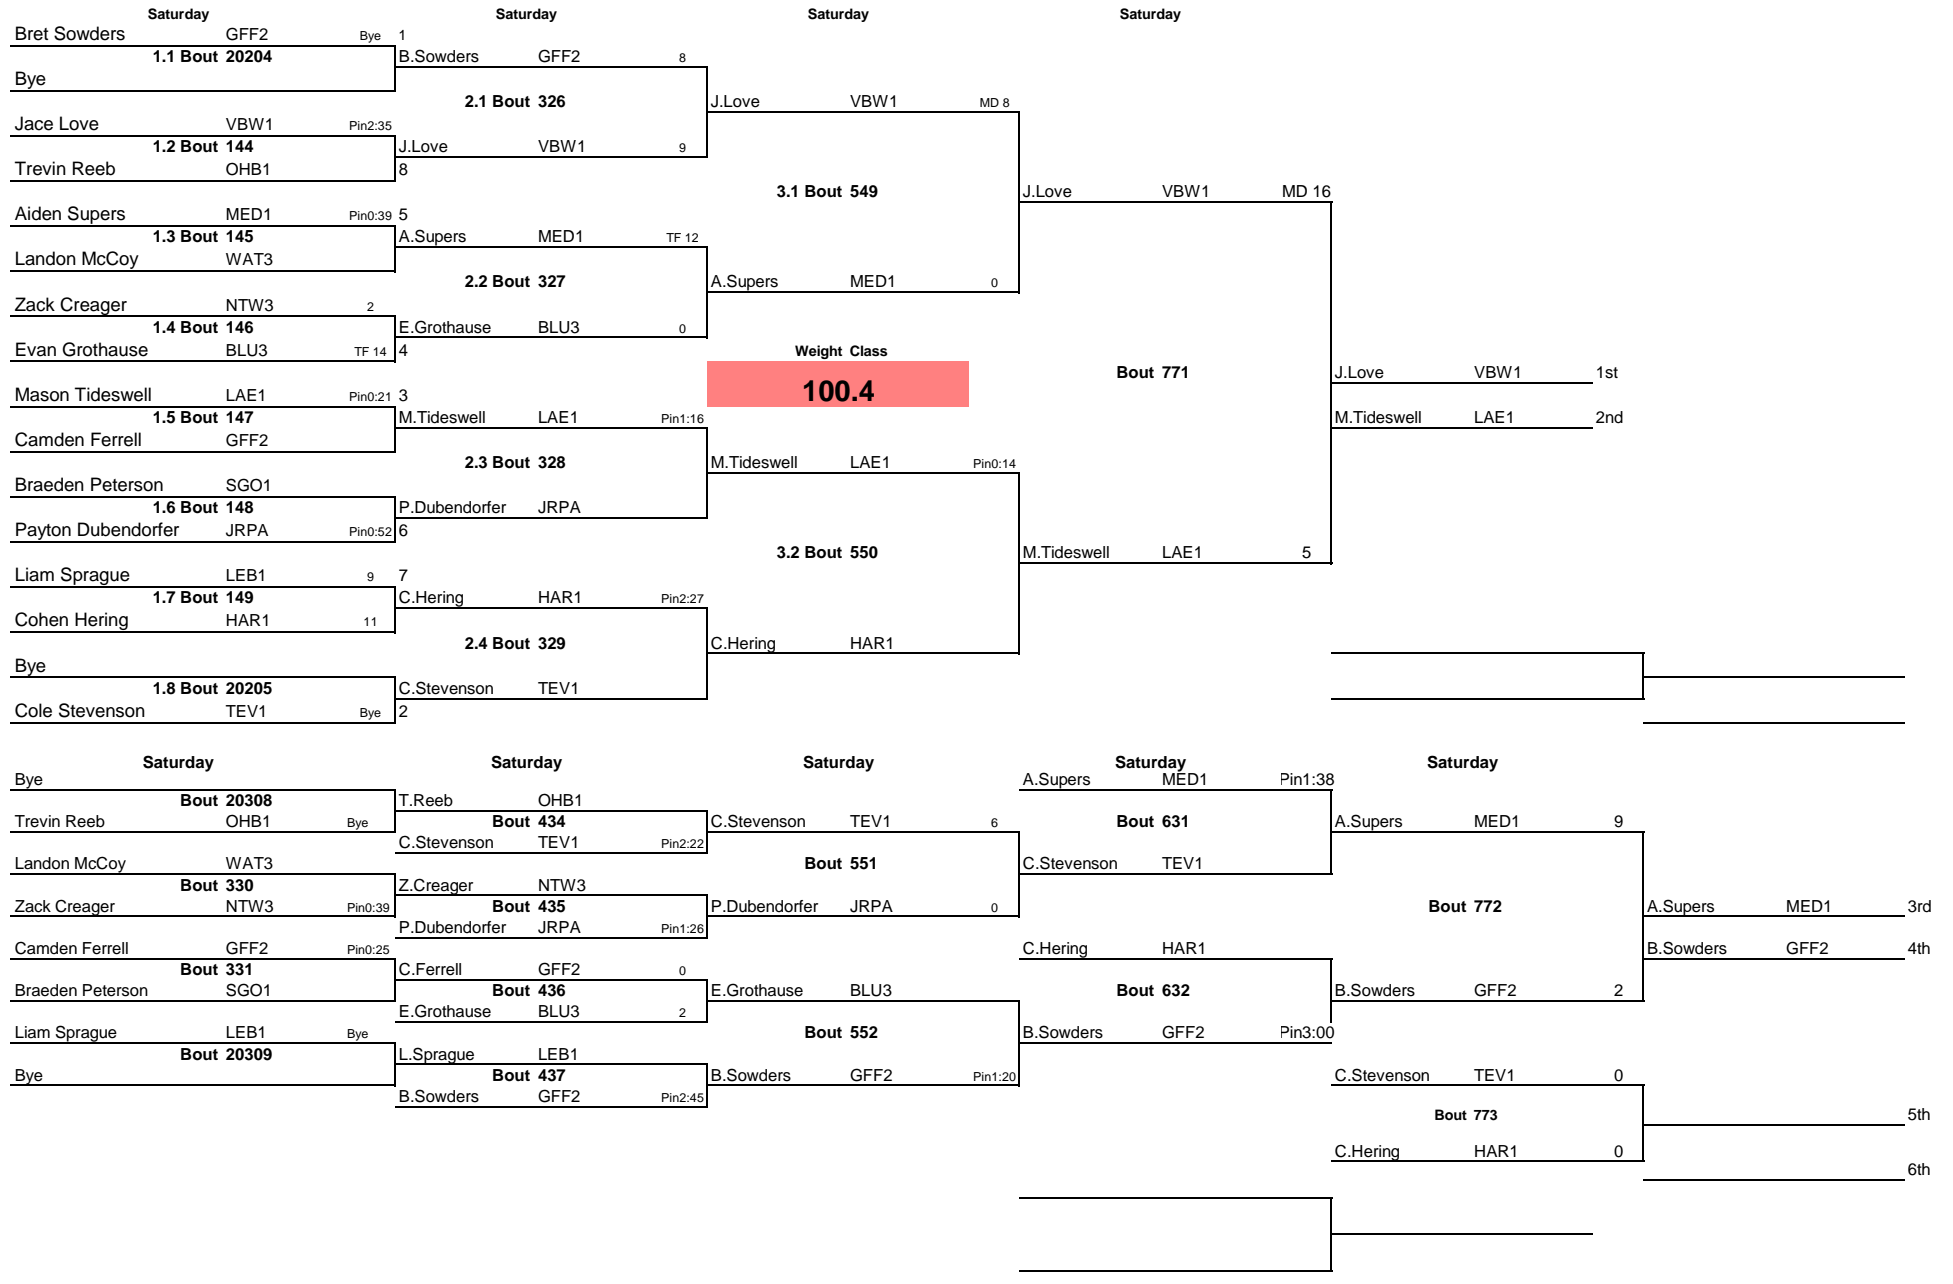 Saturday Saturday Saturday Saturday
Bret Sowders GFF2 Bye 1
1.1 Bout 20204 B.Sowders GFF2 8
Bye
2.1 Bout 326 J.Love VBW1 MD 8
Jace Love VBW1 Pin2:35
1.2 Bout 144 J.Love VBW1 9
Trevin Reeb OHB1 8
3.1 Bout 549 J.Love VBW1 MD 16
Aiden Supers MED1 Pin0:39 5
1.3 Bout 145 A.Supers MED1 TF 12
Landon McCoy WAT3
2.2 Bout 327 A.Supers MED1 0
Zack Creager NTW3 2
1.4 Bout 146 E.Grothause BLU3 0
Evan Grothause BLU3 TF 14 4 Weight Class
Bout 771 J.Love VBW1 1st
Mason Tideswell LAE1 Pin0:21 3 100.4
1.5 Bout 147 M.Tideswell LAE1 Pin1:16 M.Tideswell LAE1 2nd
Camden Ferrell GFF2
2.3 Bout 328 M.Tideswell LAE1 Pin0:14
Braeden Peterson SGO1
1.6 Bout 148 P.Dubendorfer JRPA
Payton Dubendorfer JRPA Pin0:52 6
3.2 Bout 550 M.Tideswell LAE1 5
Liam Sprague LEB1 9 7
1.7 Bout 149 C.Hering HAR1 Pin2:27
Cohen Hering HAR1 11
2.4 Bout 329 C.Hering HAR1
Bye
1.8 Bout 20205 C.Stevenson TEV1
Cole Stevenson TEV1 Bye 2
Saturday Saturday Saturday Saturday Saturday
Bye A.Supers MED1 Pin1:38
Bout 20308 T.Reeb OHB1
Trevin Reeb OHB1 Bye Bout 434 C.Stevenson TEV1 6 Bout 631 A.Supers MED1 9
C.Stevenson TEV1 Pin2:22
Landon McCoy WAT3 Bout 551 C.Stevenson TEV1
Bout 330 Z.Creager NTW3
Zack Creager NTW3 Pin0:39 Bout 435 P.Dubendorfer JRPA 0 Bout 772 A.Supers MED1 3rd
P.Dubendorfer JRPA Pin1:26
Camden Ferrell GFF2 Pin0:25 C.Hering HAR1 B.Sowders GFF2 4th
Bout 331 C.Ferrell GFF2 0
Braeden Peterson SGO1 Bout 436 E.Grothause BLU3 Bout 632 B.Sowders GFF2 2
E.Grothause BLU3 2
Liam Sprague LEB1 Bye Bout 552 B.Sowders GFF2 Pin3:00
Bout 20309 L.Sprague LEB1
Bye Bout 437 B.Sowders GFF2 Pin1:20 C.Stevenson TEV1 0
B.Sowders GFF2 Pin2:45
Bout 773 5th
C.Hering HAR1 0
6th